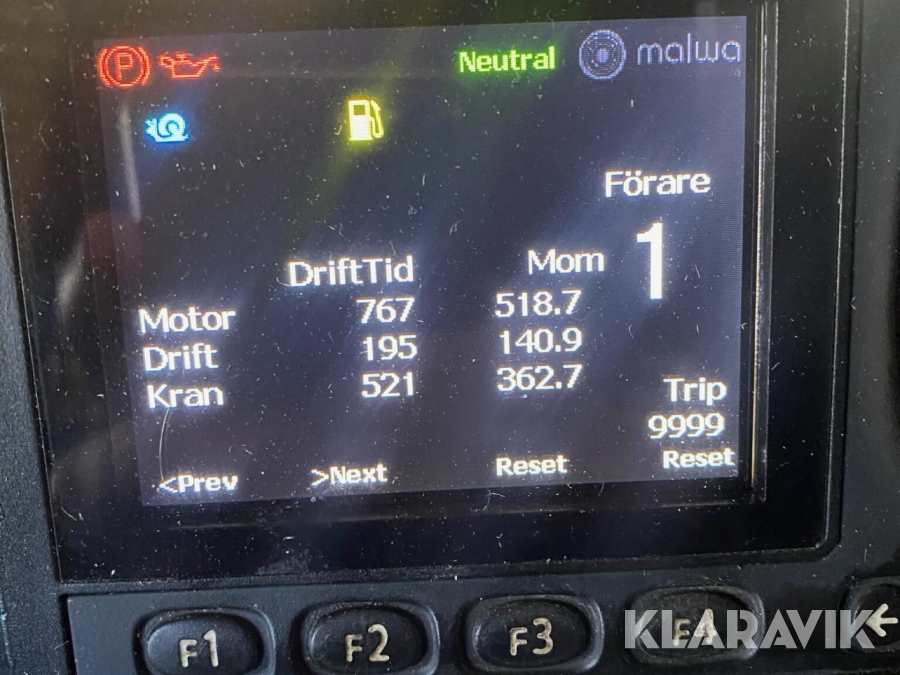 P
Neutral malwa
Förare
1
DriftTid Mom
Motor 767 518.7
Drift 195 140.9
Kran 521 362.7
Trip
9999
<Prev >Next Reset Reset
F1 F2 F3 F4 ←
KLARAVIK